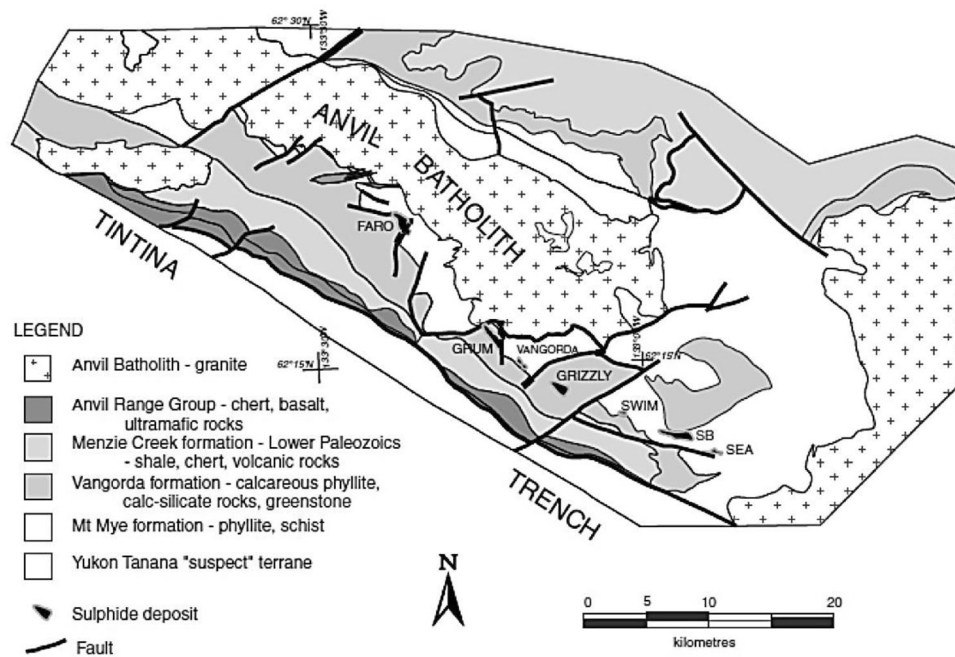 62° 30'N
133°30'W
ANVIL
BATHOLITH
FARO
TINTINA
GRUM
VANGORDA
133°0'W
62°15'N
GRIZZLY
SWIM
SB
SEA
TRENCH
62°15'N
133°30'W
LEGEND
Anvil Batholith - granite
Anvil Range Group - chert, basalt,
ultramafic rocks
Menzie Creek formation - Lower Paleozoics
- shale, chert, volcanic rocks
Vangorda formation - calcareous phyllite,
calc-silicate rocks, greenstone
Mt Mye formation - phyllite, schist
Yukon Tanana "suspect" terrane
Sulphide deposit
Fault
N
0 5 10 20
kilometres